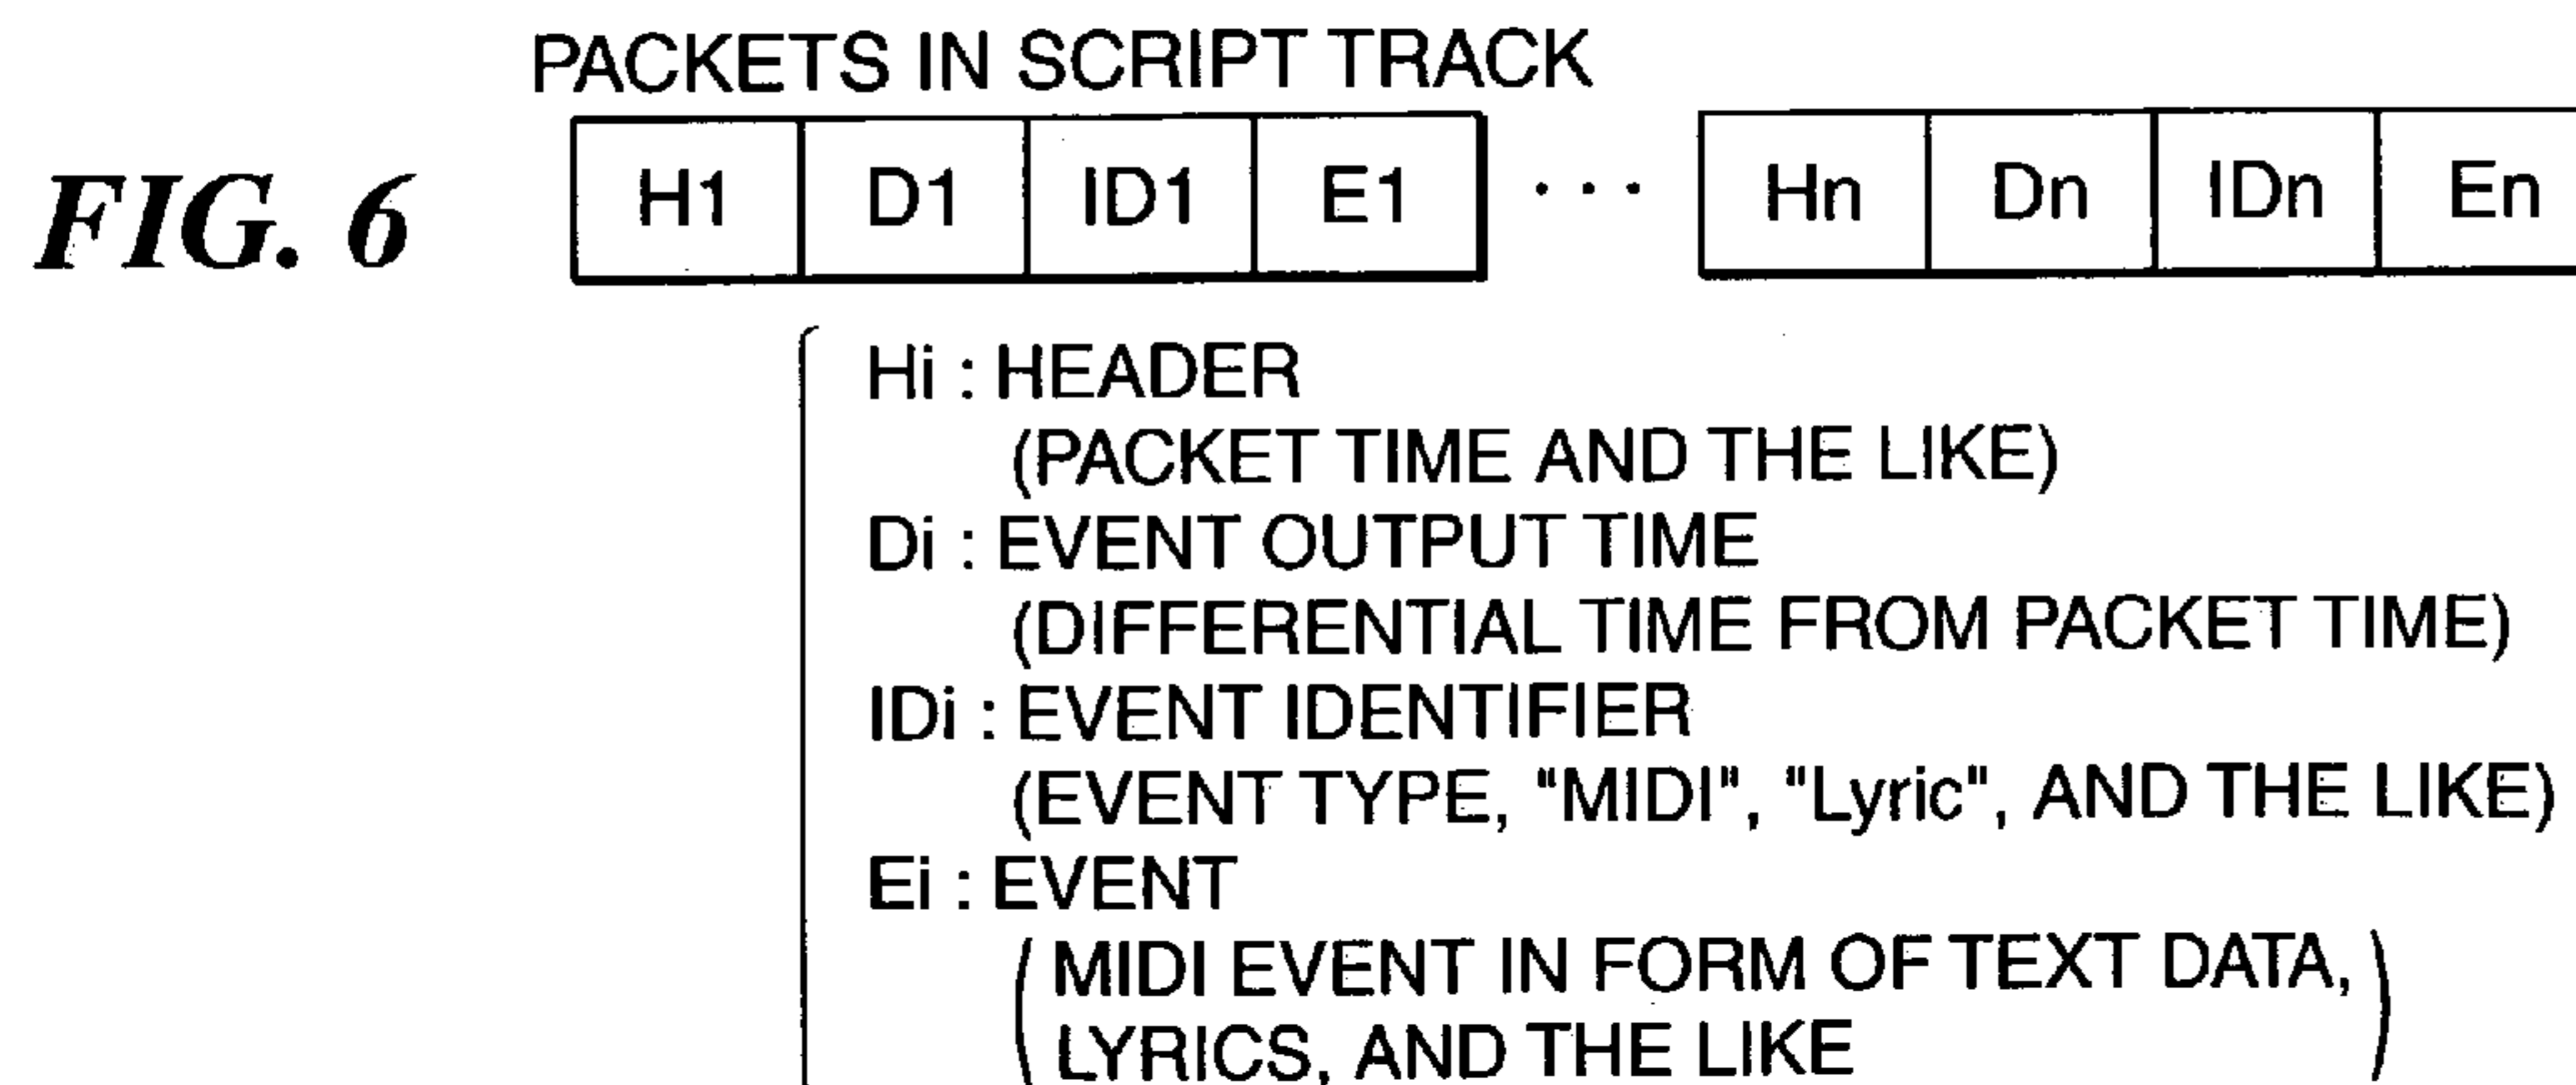 PACKETS IN SCRIPT TRACK
FIG. 6
H1 D1 ID1 E1 · · · Hn Dn IDn En
Hi : HEADER
(PACKET TIME AND THE LIKE)
Di : EVENT OUTPUT TIME
(DIFFERENTIAL TIME FROM PACKET TIME)
IDi : EVENT IDENTIFIER
(EVENT TYPE, "MIDI", "Lyric", AND THE LIKE)
Ei : EVENT
( MIDI EVENT IN FORM OF TEXT DATA,
LYRICS, AND THE LIKE )